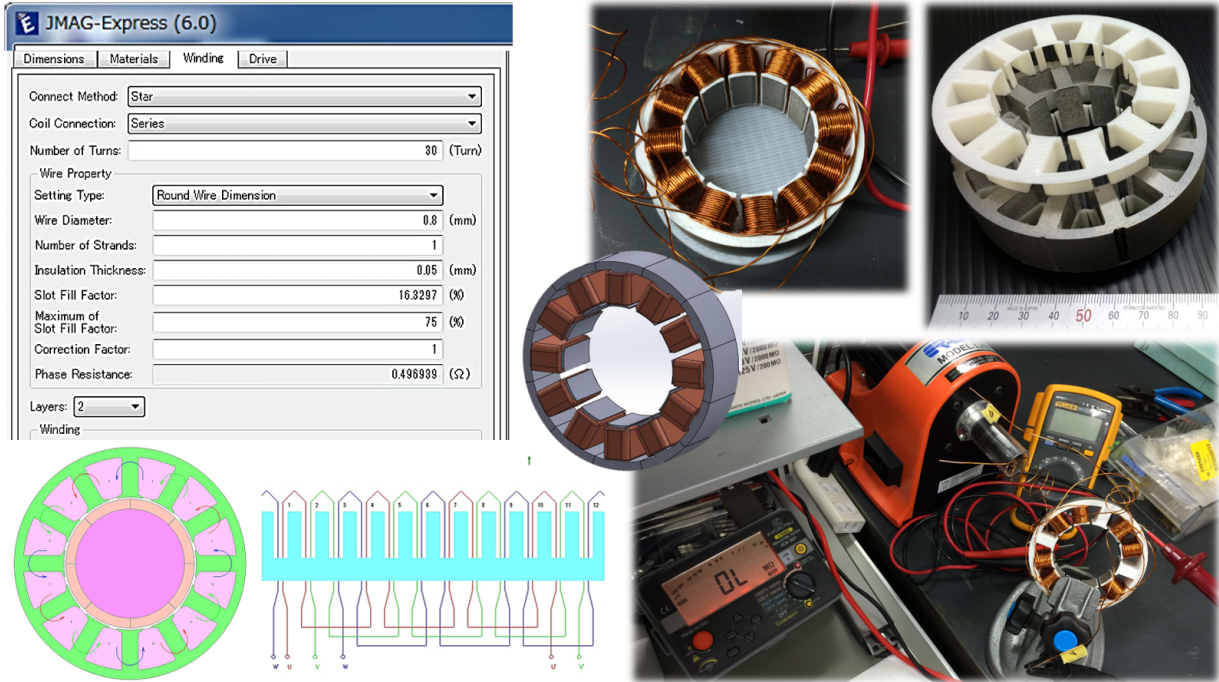 JMAG-Express (6.0)
Dimensions Materials Winding Drive
Connect Method: Star
Coil Connection: Series
Number of Turns: 30 (Turn)
Wire Property
Setting Type: Round Wire Dimension
Wire Diameter: 0.8 (mm)
Number of Strands: 1
Insulation Thickness: 0.05 (mm)
Slot Fill Factor: 16.3297 (%)
Maximum of
Slot Fill Factor: 75 (%)
Correction Factor: 1
Phase Resistance: 0.496939 (Ω)
Layers: 2
Winding
1 2 3 4 5 6 7 8 9 10 11 12
W' U V W U' V'
10 20 30 40 50 60 70 80 90
MODEL
FLUKE
OL MΩ